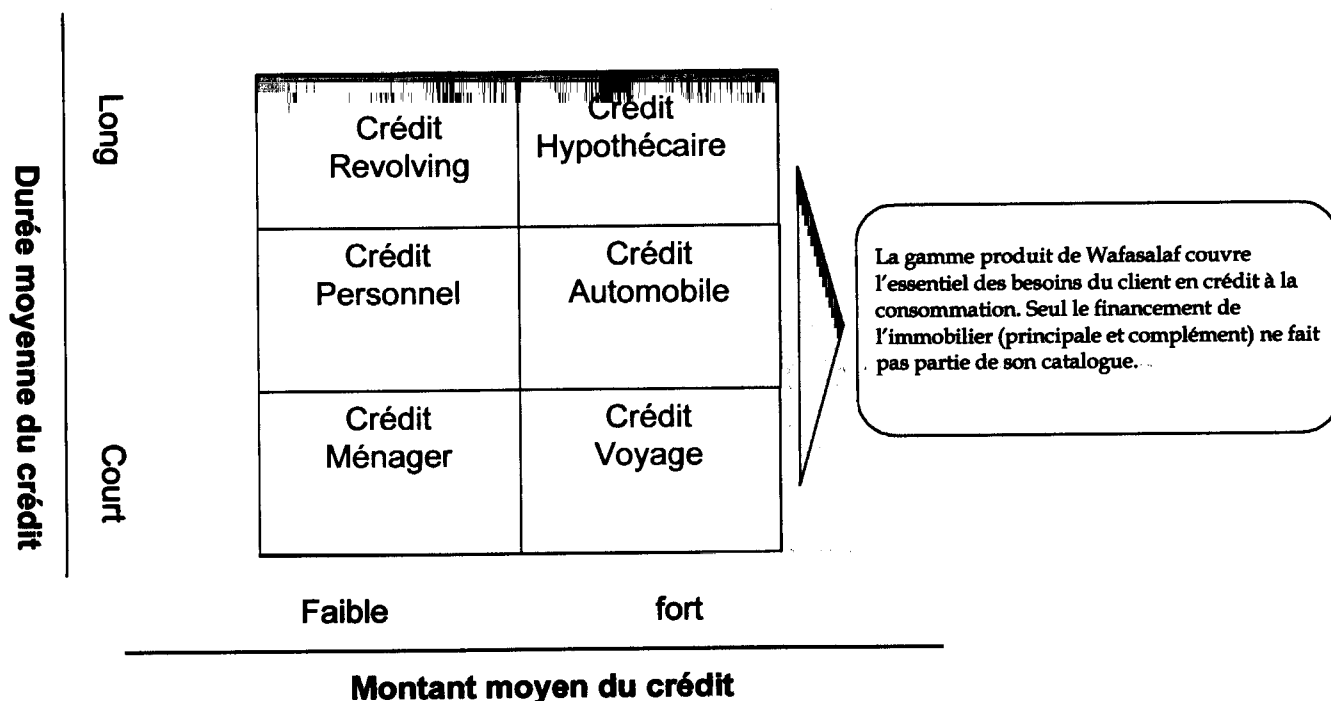 Durée moyenne du crédit
Long
Court
Crédit
Revolving
Crédit
Hypothécaire
Crédit
Personnel
Crédit
Automobile
Crédit
Ménager
Crédit
Voyage
La gamme produit de Wafasalaf couvre
l'essentiel des besoins du client en crédit à la
consommation. Seul le financement de
l'immobilier (principale et complément) ne fait
pas partie de son catalogue.
Faible
fort
Montant moyen du crédit